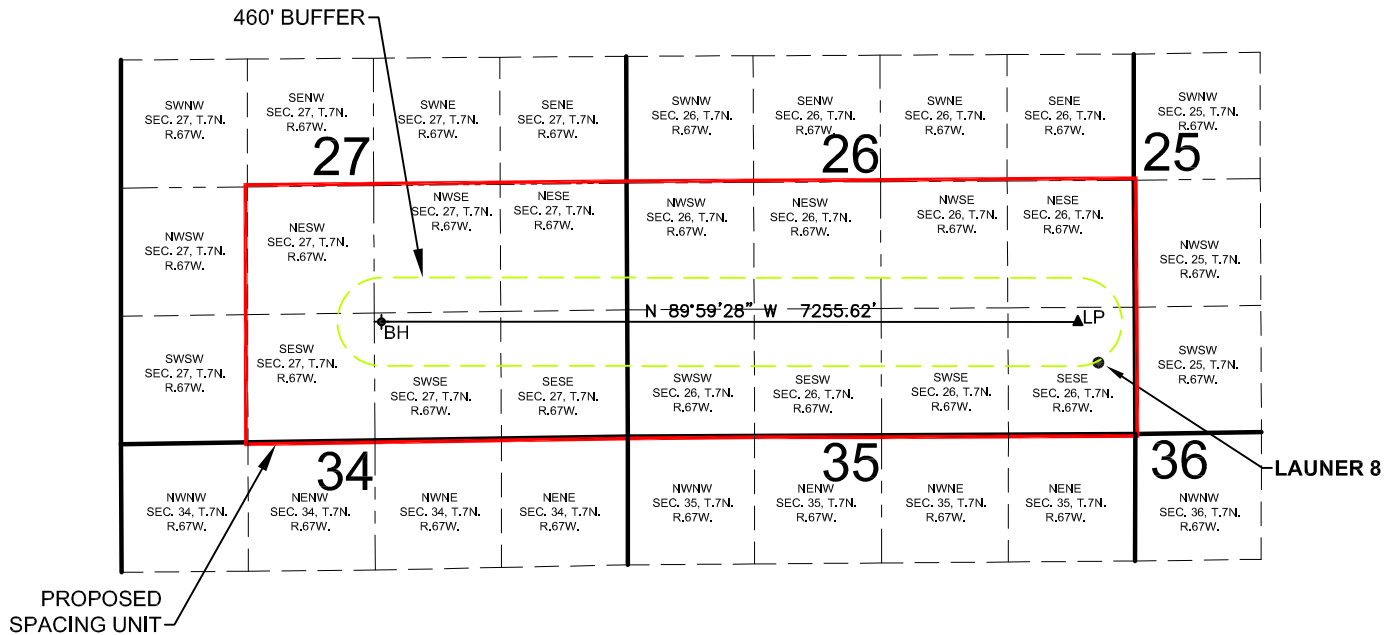 460' BUFFER
SWNW
SEC. 27, T.7N.
R.67W.
SENW
SEC. 27, T.7N.
R.67W.
SWNE
SEC. 27, T.7N.
R.67W.
SENE
SEC. 27, T.7N.
R.67W.
SWNW
SEC. 26, T.7N.
R.67W.
SENW
SEC. 26, T.7N.
R.67W.
SWNE
SEC. 26, T.7N.
R.67W.
SENE
SEC. 26, T.7N.
R.67W.
SWNW
SEC. 25, T.7N.
R.67W.
27
26
25
NWSW
SEC. 27, T.7N.
R.67W.
NESW
SEC. 27, T.7N.
R.67W.
NWSE
SEC. 27, T.7N.
R.67W.
NESE
SEC. 27, T.7N.
R.67W.
NWSW
SEC. 26, T.7N.
R.67W.
NESW
SEC. 26, T.7N.
R.67W.
NWSE
SEC. 26, T.7N.
R.67W.
NESE
SEC. 26, T.7N.
R.67W.
NWSW
SEC. 25, T.7N.
R.67W.
N 89°59'28" W 7255.62'
BH
LP
SWSW
SEC. 27, T.7N.
R.67W.
SESW
SEC. 27, T.7N.
R.67W.
SWSE
SEC. 27, T.7N.
R.67W.
SESE
SEC. 27, T.7N.
R.67W.
SWSW
SEC. 26, T.7N.
R.67W.
SESW
SEC. 26, T.7N.
R.67W.
SWSE
SEC. 26, T.7N.
R.67W.
SESE
SEC. 26, T.7N.
R.67W.
SWSW
SEC. 25, T.7N.
R.67W.
34
35
36
LAUNER 8
NWNW
SEC. 34, T.7N.
R.67W.
NENW
SEC. 34, T.7N.
R.67W.
NWNE
SEC. 34, T.7N.
R.67W.
NENE
SEC. 34, T.7N.
R.67W.
NWNW
SEC. 35, T.7N.
R.67W.
NENW
SEC. 35, T.7N.
R.67W.
NWNE
SEC. 35, T.7N.
R.67W.
NENE
SEC. 35, T.7N.
R.67W.
NWNW
SEC. 36, T.7N.
R.67W.
PROPOSED
SPACING UNIT